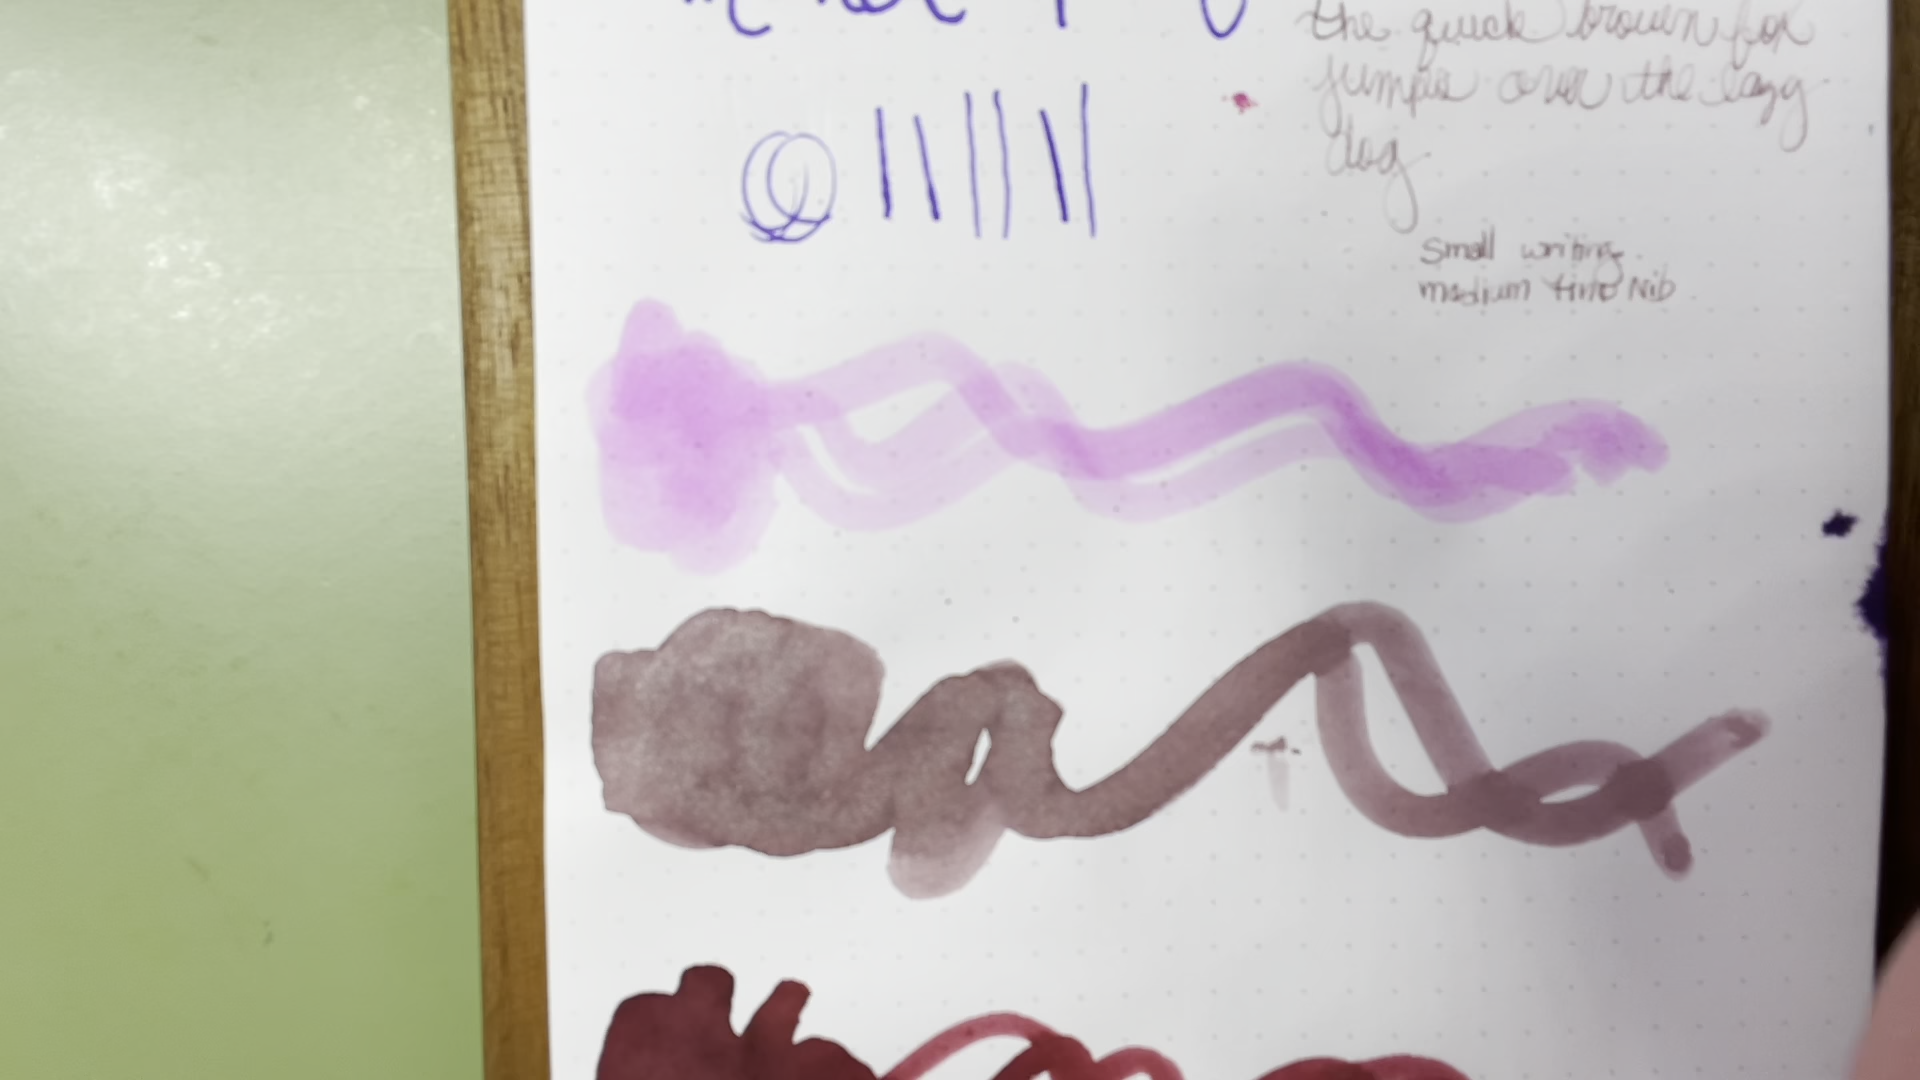 the quick brown fox
jumps over the lazy
dog
Small writing
medium fine Nib